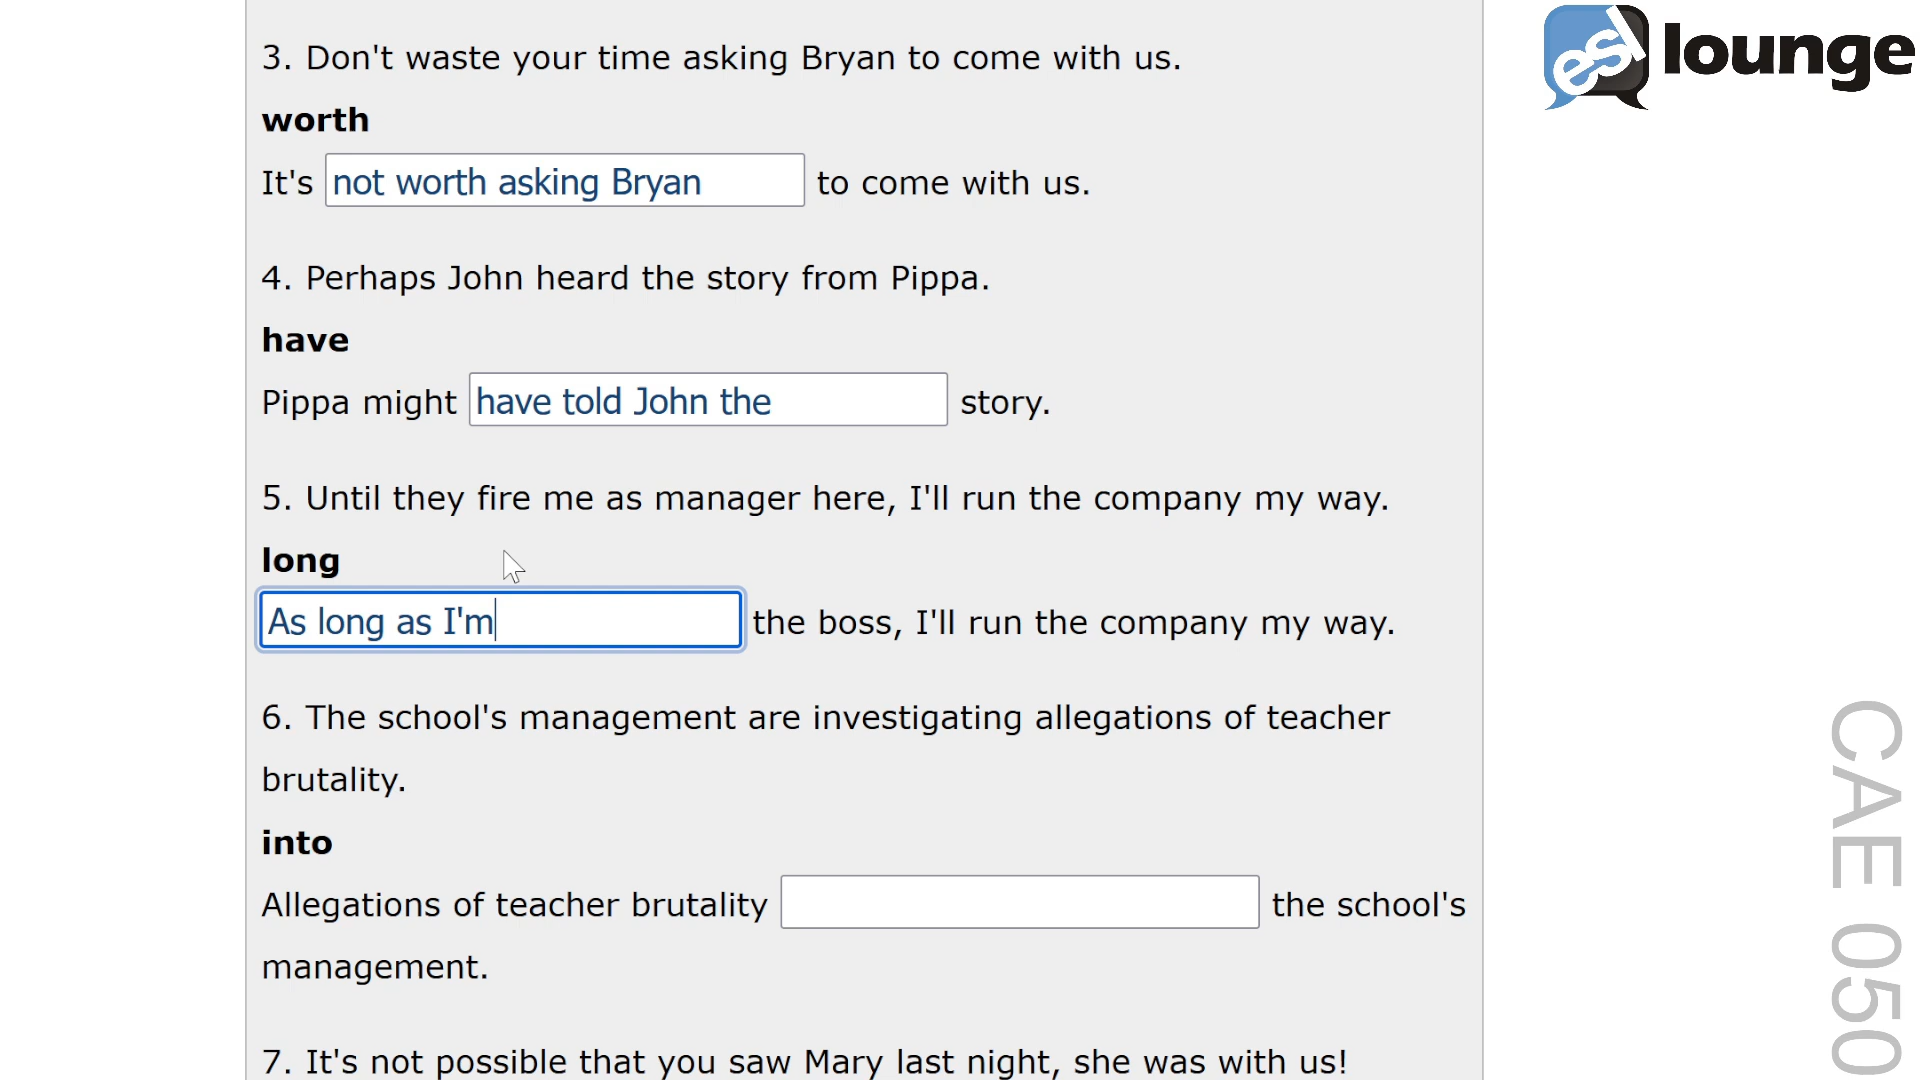 esl lounge
3. Don't waste your time asking Bryan to come with us.
worth
It's not worth asking Bryan to come with us.
4. Perhaps John heard the story from Pippa.
have
Pippa might have told John the story.
5. Until they fire me as manager here, I'll run the company my way.
long
As long as I'm the boss, I'll run the company my way.
6. The school's management are investigating allegations of teacher
brutality.
into
Allegations of teacher brutality the school's
management.
7. It's not possible that you saw Mary last night, she was with us!
CAE 050